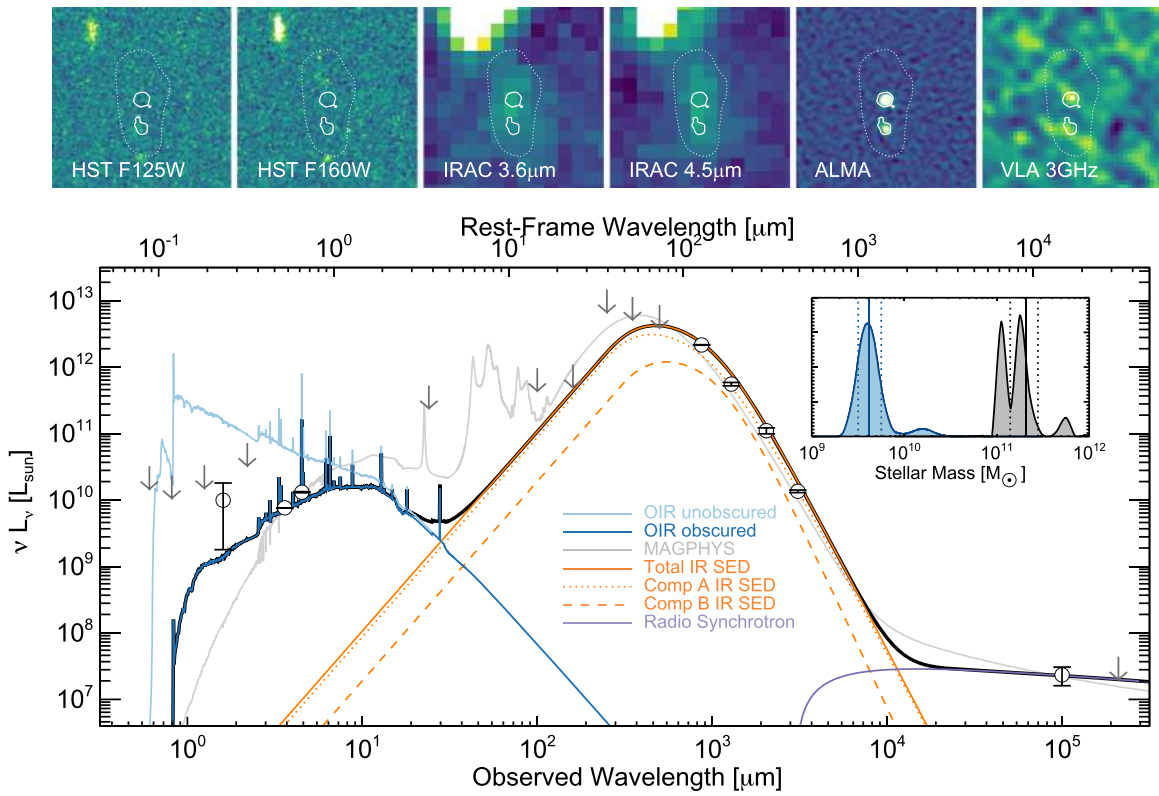 HST F125W
HST F160W
IRAC 3.6μm
IRAC 4.5μm
ALMA
VLA 3GHz
Rest-Frame Wavelength [μm]
10⁻¹ 10⁰ 10¹ 10² 10³ 10⁴
10¹³
10¹²
10¹¹
10¹⁰
10⁹
10⁸
10⁷
ν Lν [Lsun]
10⁹ 10¹⁰ 10¹¹ 10¹²
Stellar Mass [M⊙]
OIR unobscured
OIR obscured
MAGPHYS
Total IR SED
Comp A IR SED
Comp B IR SED
Radio Synchrotron
10⁰ 10¹ 10² 10³ 10⁴ 10⁵
Observed Wavelength [μm]